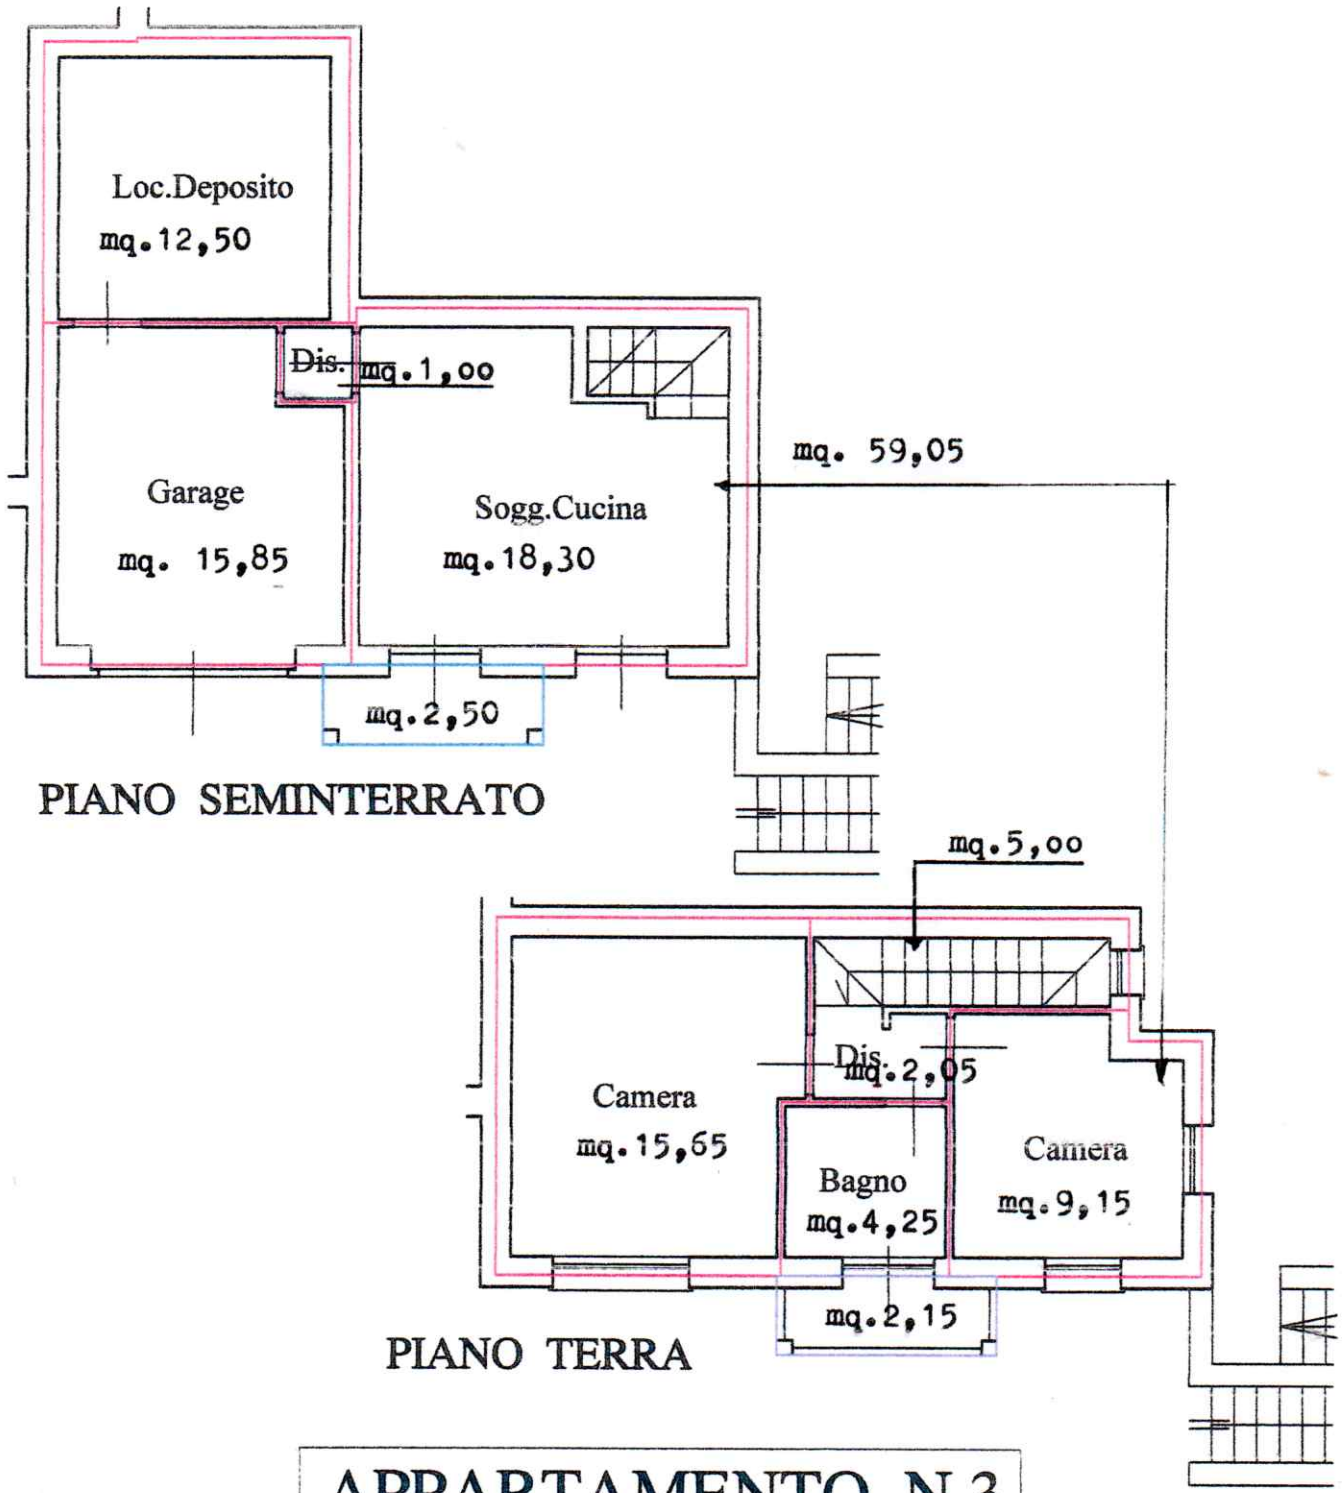 Loc.Deposito
mq.12,50
Dis.
mq.1,00
mq. 59,05
Garage
mq. 15,85
Sogg.Cucina
mq.18,30
mq.2,50
PIANO SEMINTERRATO
mq.5,00
Dis.
mq.2,05
Camera
mq.15,65
Bagno
mq.4,25
Camera
mq.9,15
mq.2,15
PIANO TERRA
APPARTAMENTO N.3